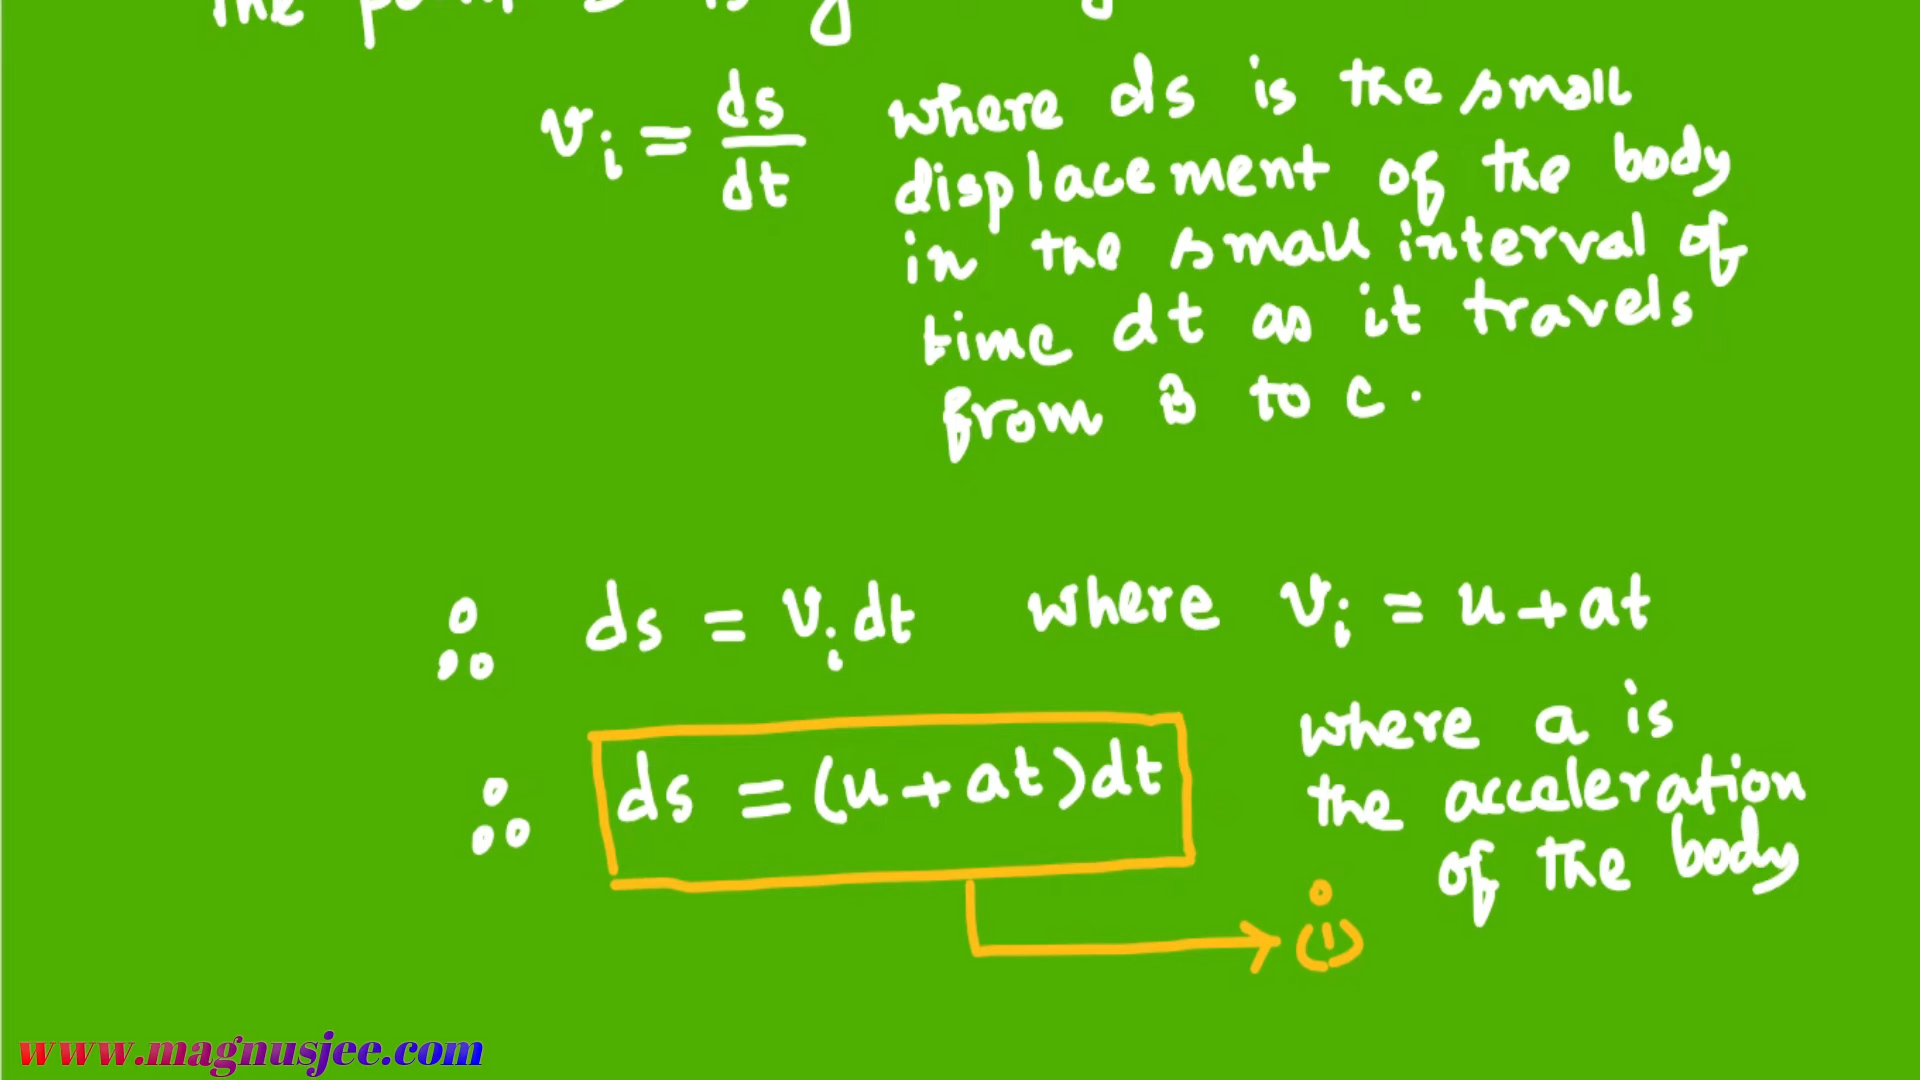 the
vᵢ = ds/dt where ds is the small
displacement of the body
in the small interval of
time dt as it travels
from B to C.
∴ ds = vᵢdt where vᵢ = u + at
∴ ds = (u + at)dt where a is
the acceleration
of the body
(i)
www.magnusjee.com